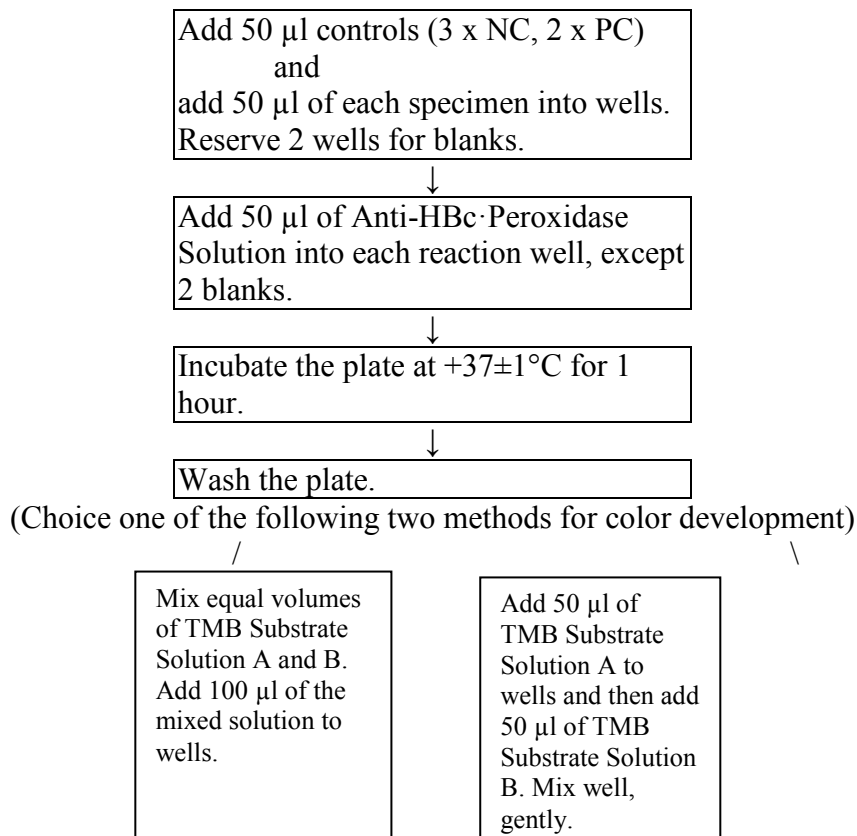 Add 50 µl controls (3 x NC, 2 x PC)
and
add 50 µl of each specimen into wells.
Reserve 2 wells for blanks.
↓
Add 50 µl of Anti-HBc·Peroxidase
Solution into each reaction well, except
2 blanks.
↓
Incubate the plate at +37±1°C for 1
hour.
↓
Wash the plate.
(Choice one of the following two methods for color development)
/ \
Mix equal volumes
of TMB Substrate
Solution A and B.
Add 100 µl of the
mixed solution to
wells.
Add 50 µl of
TMB Substrate
Solution A to
wells and then add
50 µl of TMB
Substrate Solution
B. Mix well,
gently.